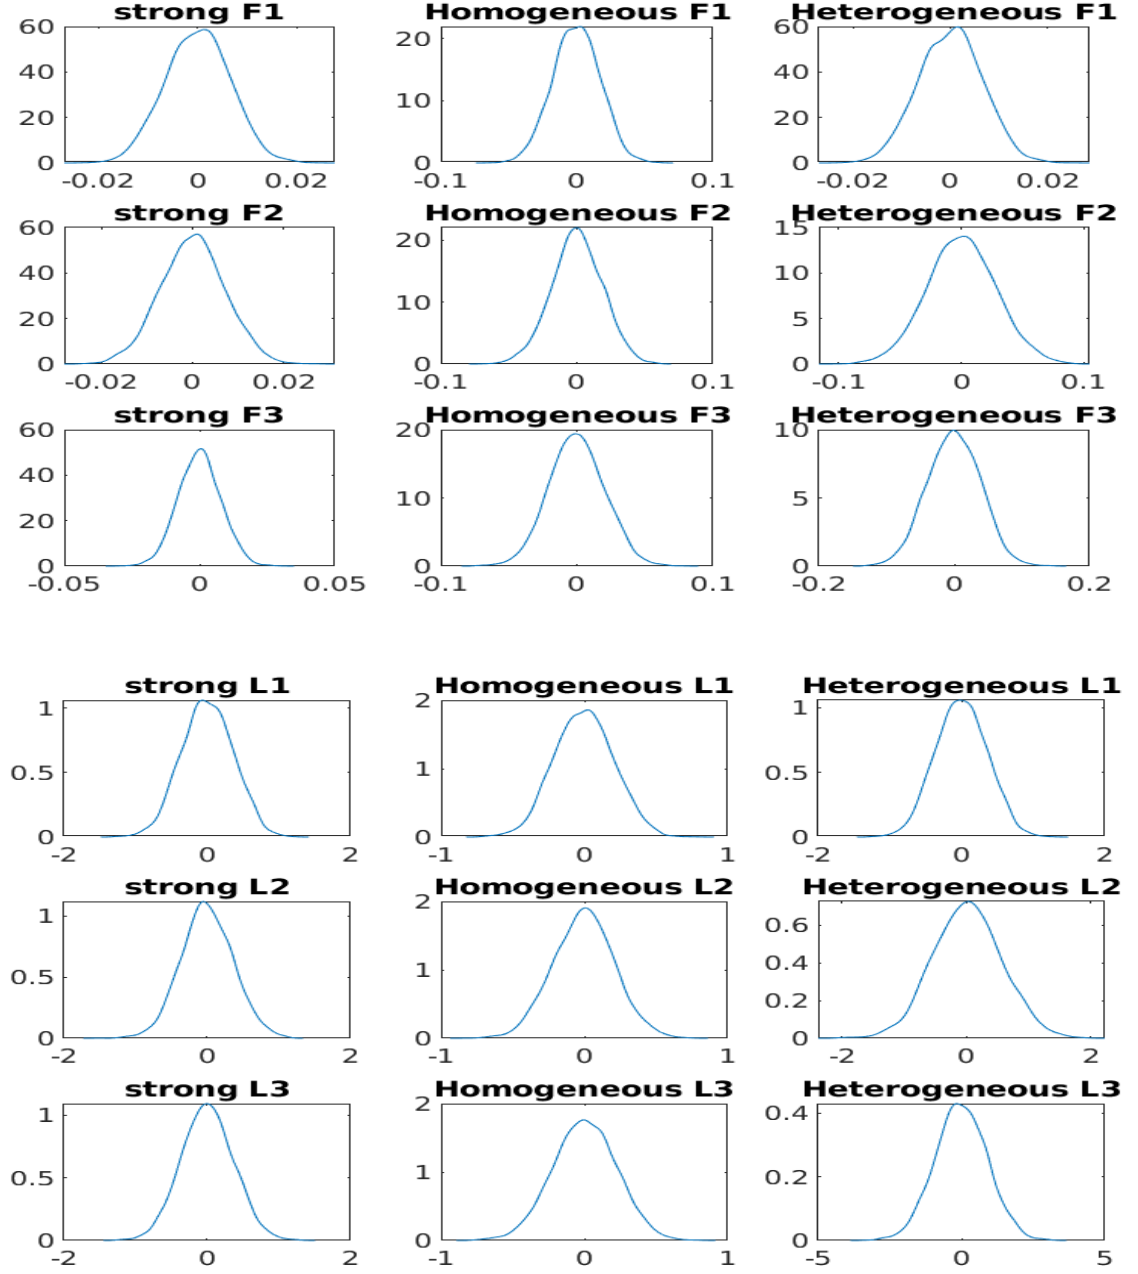 strong F1 Homogeneous F1 Heterogeneous F1
60 20 60
40 10 40
20 0 20
0 0
-0.02 0 0.02 -0.1 0 0.1 -0.02 0 0.02
strong F2 Homogeneous F2 Heterogeneous F2
60 20 15
40 10 10
20 0 5
0 0
-0.02 0 0.02 -0.1 0 0.1 -0.1 0 0.1
strong F3 Homogeneous F3 Heterogeneous F3
60 20 10
40 10 5
20 0 0
0
-0.05 0 0.05 -0.1 0 0.1 -0.2 0 0.2
strong L1 Homogeneous L1 Heterogeneous L1
1 2 1
0.5 1 0.5
0 0 0
-2 0 2 -1 0 1 -2 0 2
strong L2 Homogeneous L2 Heterogeneous L2
1 2 0.6
0.5 1 0.4
0 0 0.2
0
-2 0 2 -1 0 1 -2 0 2
strong L3 Homogeneous L3 Heterogeneous L3
1 2 0.4
0.5 1 0.2
0 0 0
-2 0 2 -1 0 1 -5 0 5